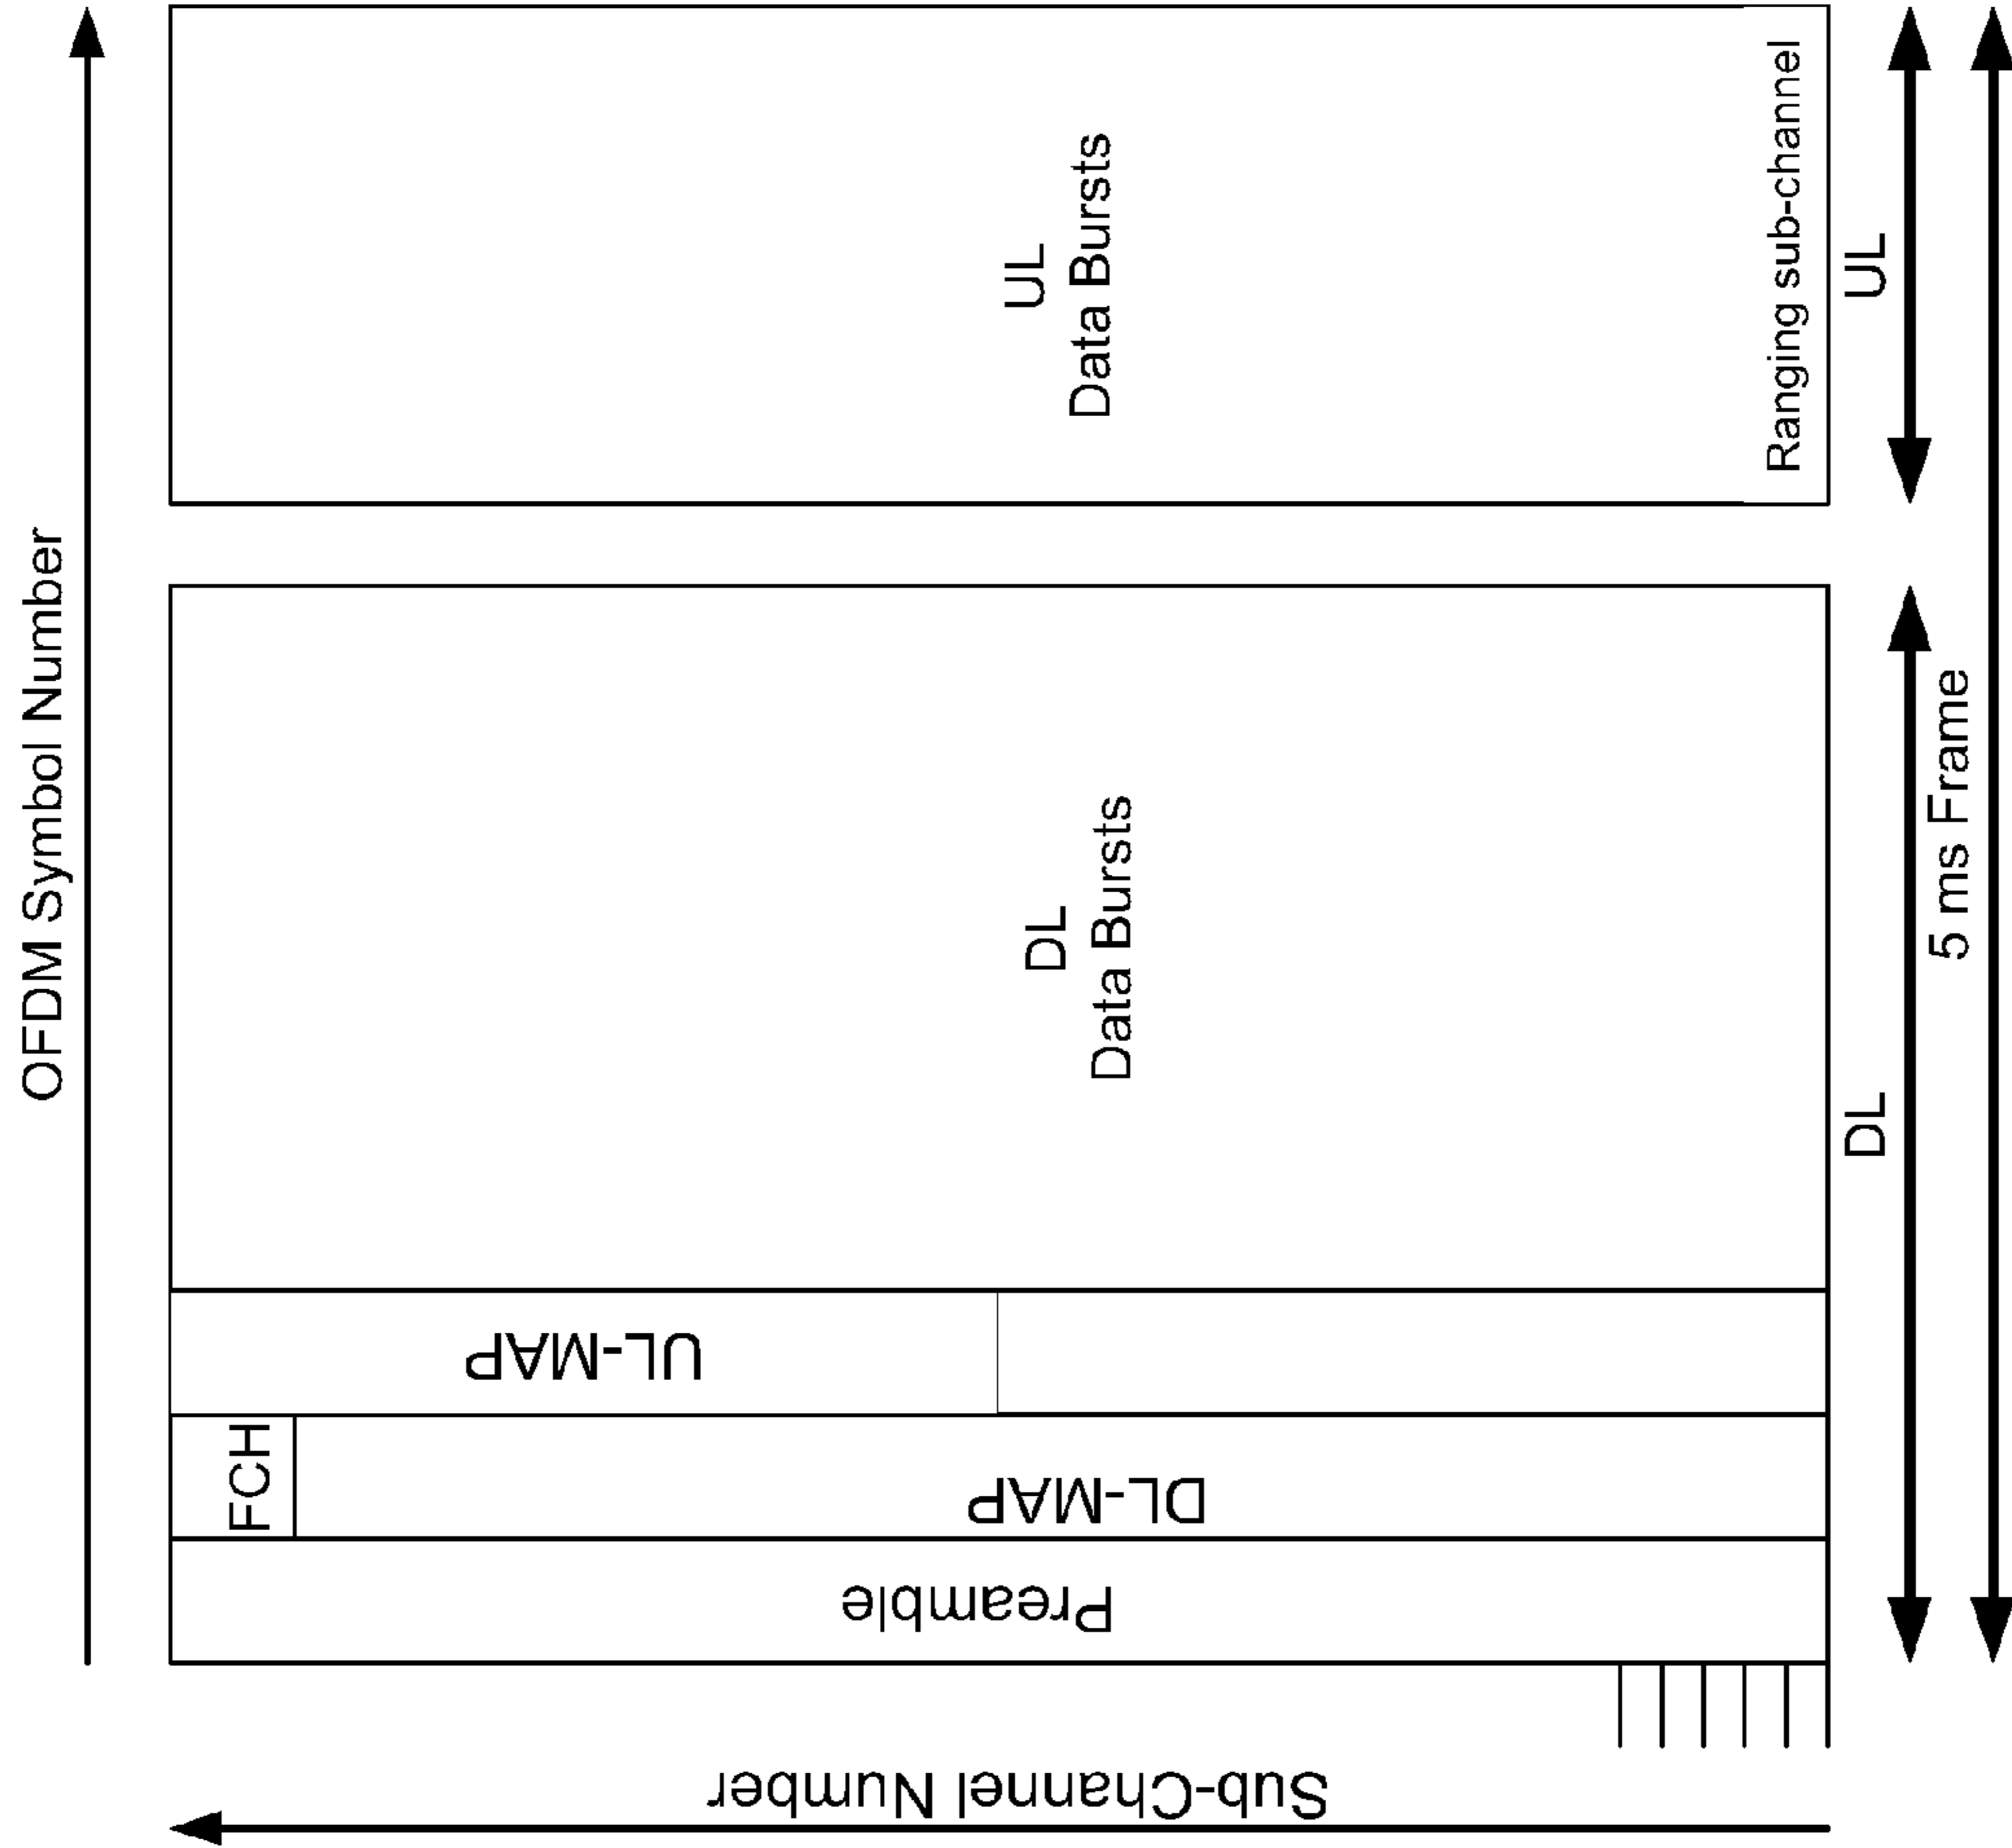 OFDM Symbol Number
Sub-Channel Number
Preamble
FCH
DL-MAP
UL-MAP
DL
Data Bursts
UL
Data Bursts
Ranging sub-channel
DL
UL
5 ms Frame